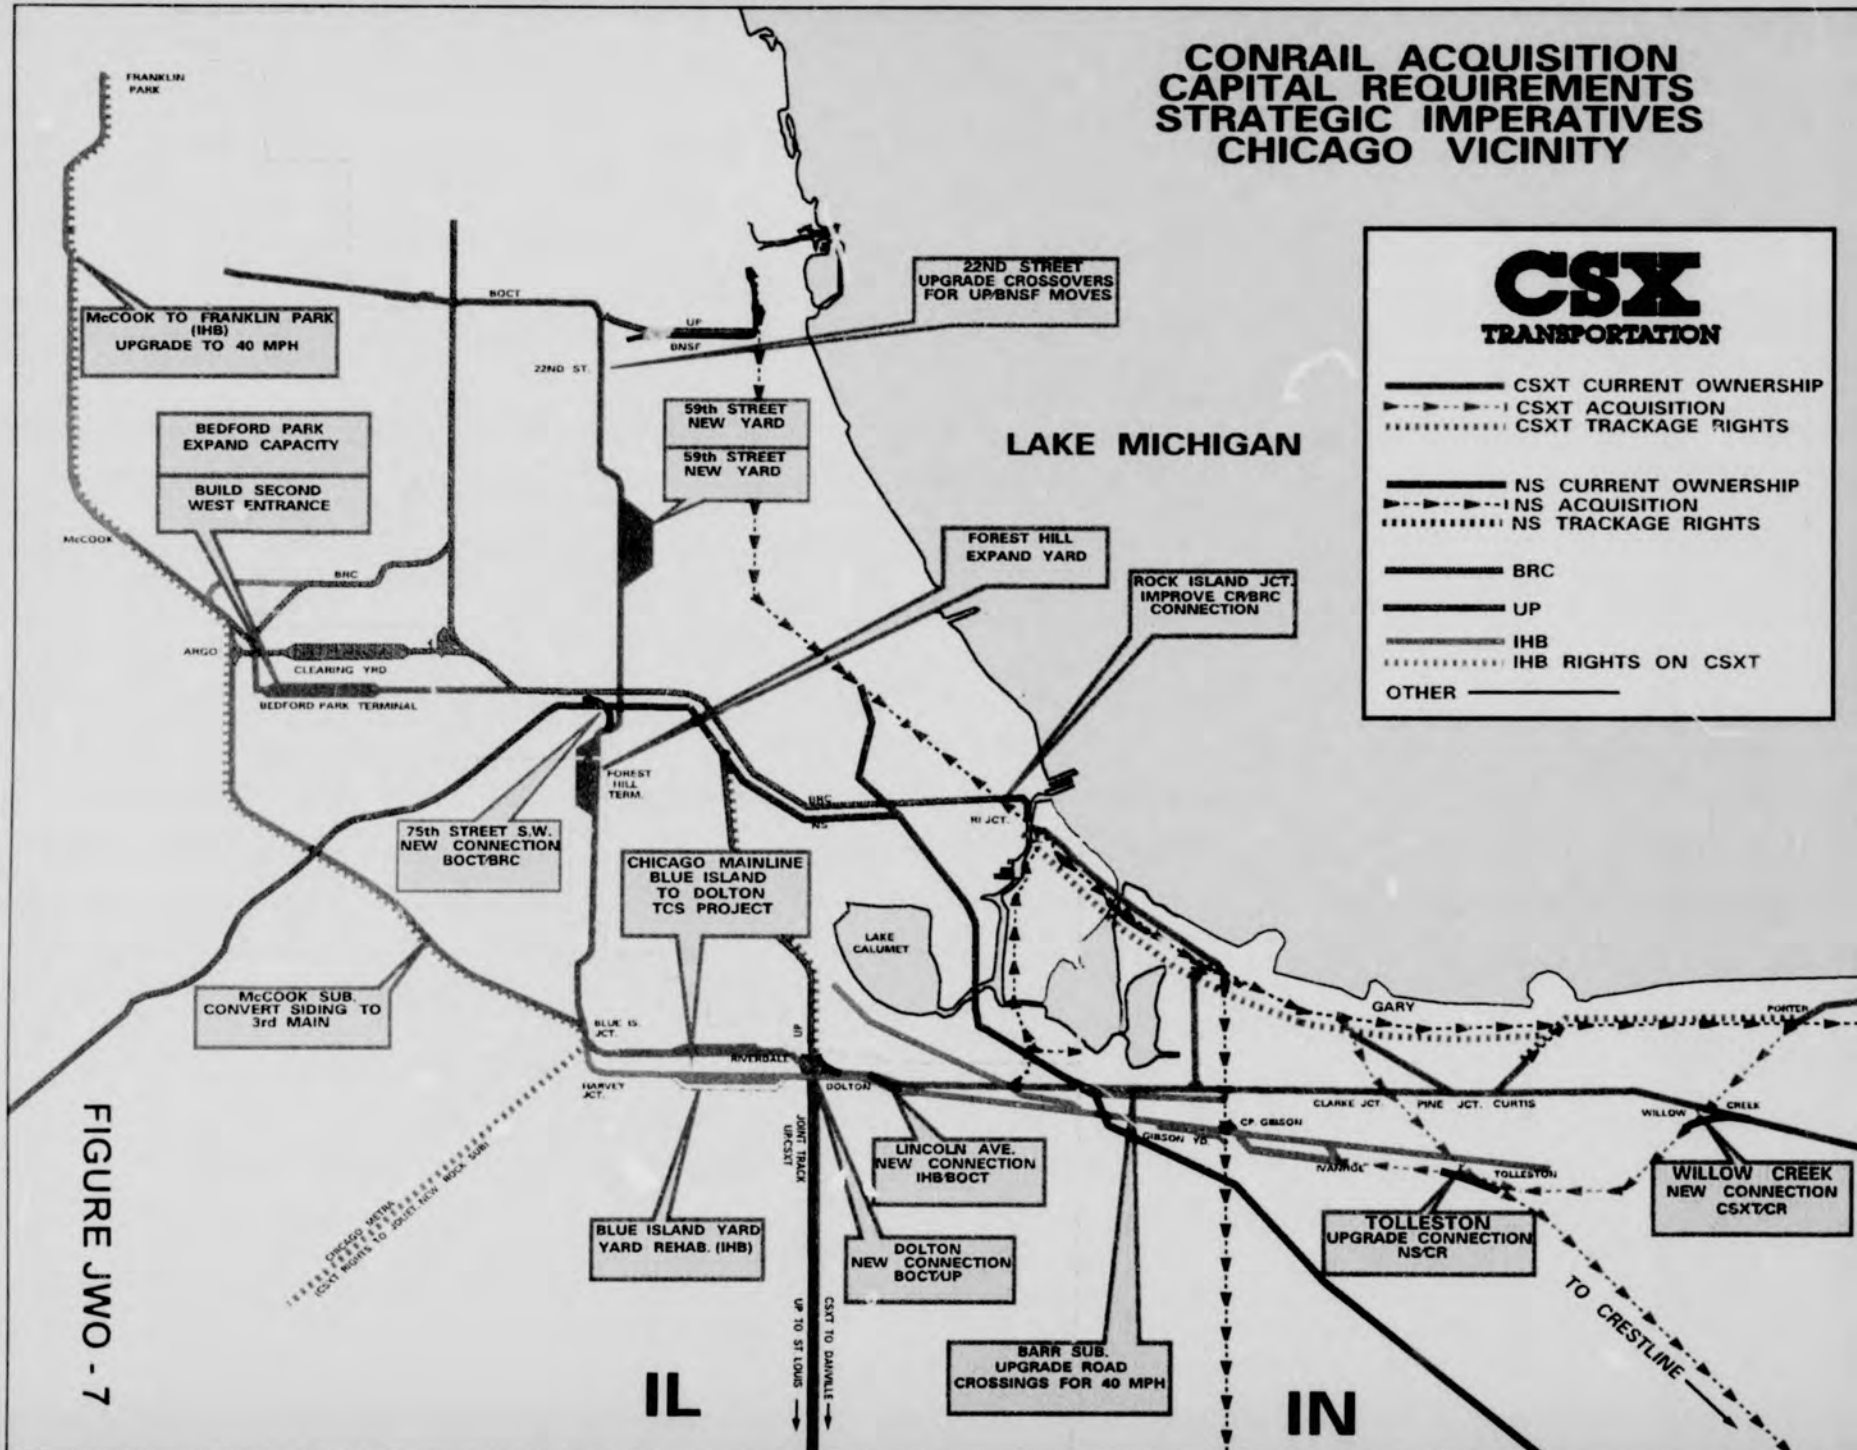 CONRAIL ACQUISITION
CAPITAL REQUIREMENTS
STRATEGIC IMPERATIVES
CHICAGO VICINITY
FRANKLIN
PARK
McCOOK TO FRANKLIN PARK
(IHB)
UPGRADE TO 40 MPH
BOCT
UP
BNSF
22ND ST.
22ND STREET
UPGRADE CROSSOVERS
FOR UP/BNSF MOVES
CSX
TRANSPORTATION
CSXT CURRENT OWNERSHIP
CSXT ACQUISITION
CSXT TRACKAGE RIGHTS
NS CURRENT OWNERSHIP
NS ACQUISITION
NS TRACKAGE RIGHTS
BRC
UP
IHB
IHB RIGHTS ON CSXT
OTHER
BEDFORD PARK
EXPAND CAPACITY
BUILD SECOND
WEST ENTRANCE
59th STREET
NEW YARD
59th STREET
NEW YARD
LAKE MICHIGAN
McCOOK
BRC
FOREST HILL
EXPAND YARD
ROCK ISLAND JCT.
IMPROVE CR/BRC
CONNECTION
ARGO
CLEARING YRD
BEDFORD PARK TERMINAL
FOREST
HILL
TERM.
BRC
NS
RI JCT.
75th STREET S.W.
NEW CONNECTION
BOCT/BRC
CHICAGO MAINLINE
BLUE ISLAND
TO DOLTON
TCS PROJECT
LAKE
CALUMET
McCOOK SUB.
CONVERT SIDING TO
3rd MAIN
GARY
PORTER
BLUE IS.
JCT.
UP
RIVERDALE
HARVEY
JCT.
DOLTON
CLARKE JCT.
PINE JCT.
CURTIS
WILLOW CREEK
GIBSON YD.
CP. GIBSON
IVANHOE
TOLLESTON
JOINT TRACK
UP/CSXT
LINCOLN AVE.
NEW CONNECTION
IHB/BOCT
WILLOW CREEK
NEW CONNECTION
CSXT/CR
TOLLESTON
UPGRADE CONNECTION
NS/CR
BLUE ISLAND YARD
YARD REHAB. (IHB)
DOLTON
NEW CONNECTION
BOCT/UP
CHICAGO METRA
(CSXT RIGHTS TO JOLIET, NEW ROCK SUB)
UP TO ST LOUIS
CSXT TO DANVILLE
BARR SUB.
UPGRADE ROAD
CROSSINGS FOR 40 MPH
TO CRESTLINE
IL
IN
FIGURE JWO - 7